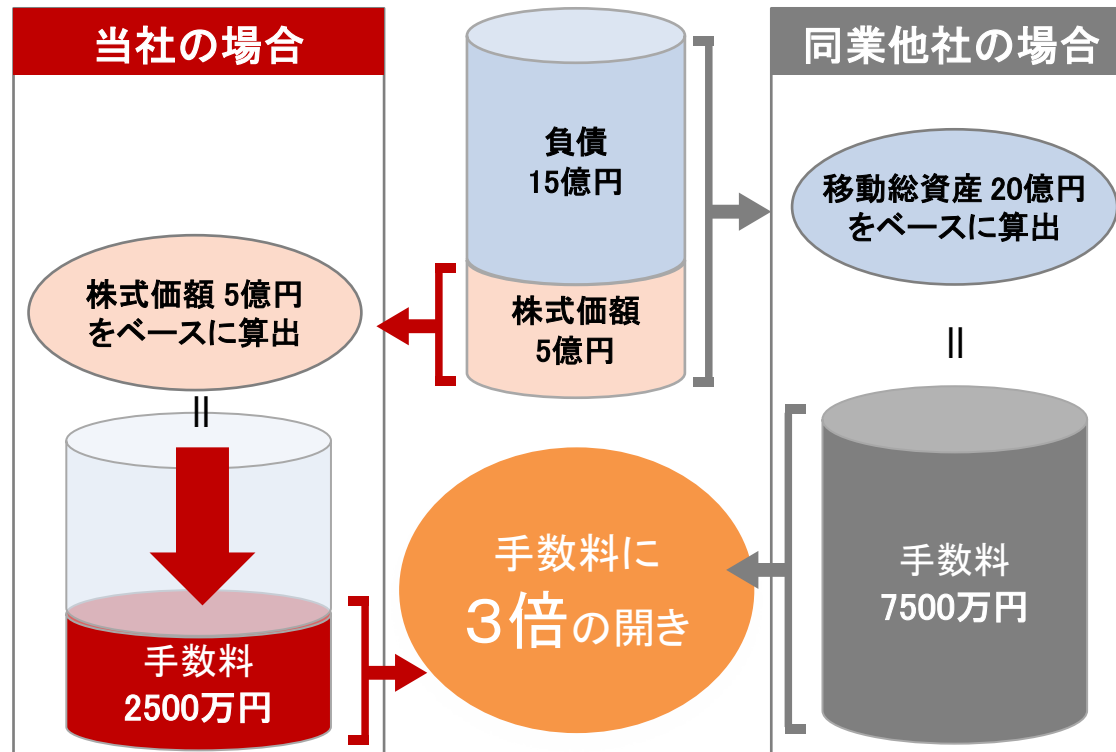 当社の場合
株式価額 5億円
をベースに算出
=
手数料
2500万円
負債
15億円
株式価額
5億円
手数料に
3倍の開き
同業他社の場合
移動総資産 20億円
をベースに算出
=
手数料
7500万円